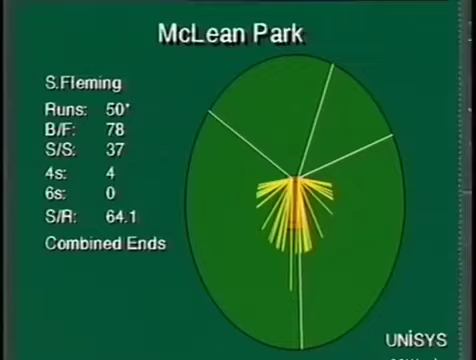 McLean Park
S.Fleming
Runs: 50*
B/F: 78
S/S: 37
4s: 4
6s: 0
S/R: 64.1
Combined Ends
UNiSYS